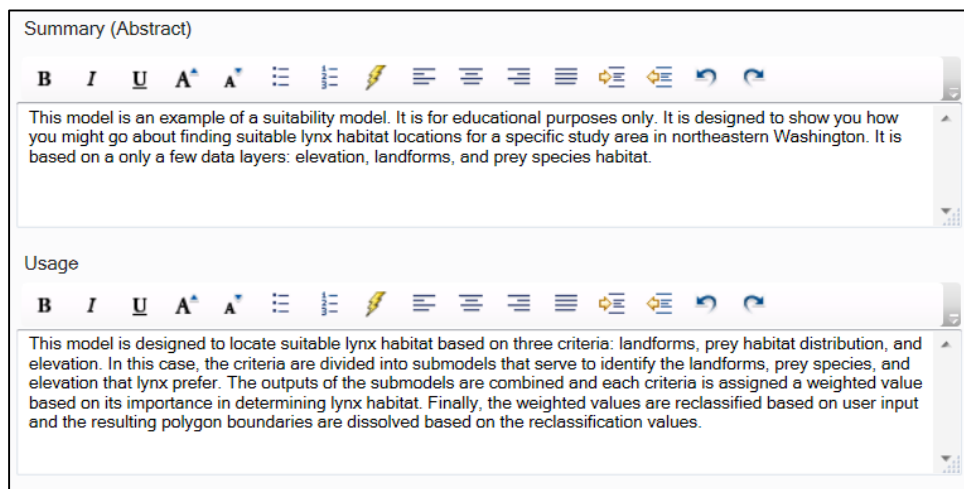 Summary (Abstract)
B I U A A
This model is an example of a suitability model. It is for educational purposes only. It is designed to show you how
you might go about finding suitable lynx habitat locations for a specific study area in northeastern Washington. It is
based on a only a few data layers: elevation, landforms, and prey species habitat.
Usage
B I U A A
This model is designed to locate suitable lynx habitat based on three criteria: landforms, prey habitat distribution, and
elevation. In this case, the criteria are divided into submodels that serve to identify the landforms, prey species, and
elevation that lynx prefer. The outputs of the submodels are combined and each criteria is assigned a weighted value
based on its importance in determining lynx habitat. Finally, the weighted values are reclassified based on user input
and the resulting polygon boundaries are dissolved based on the reclassification values.